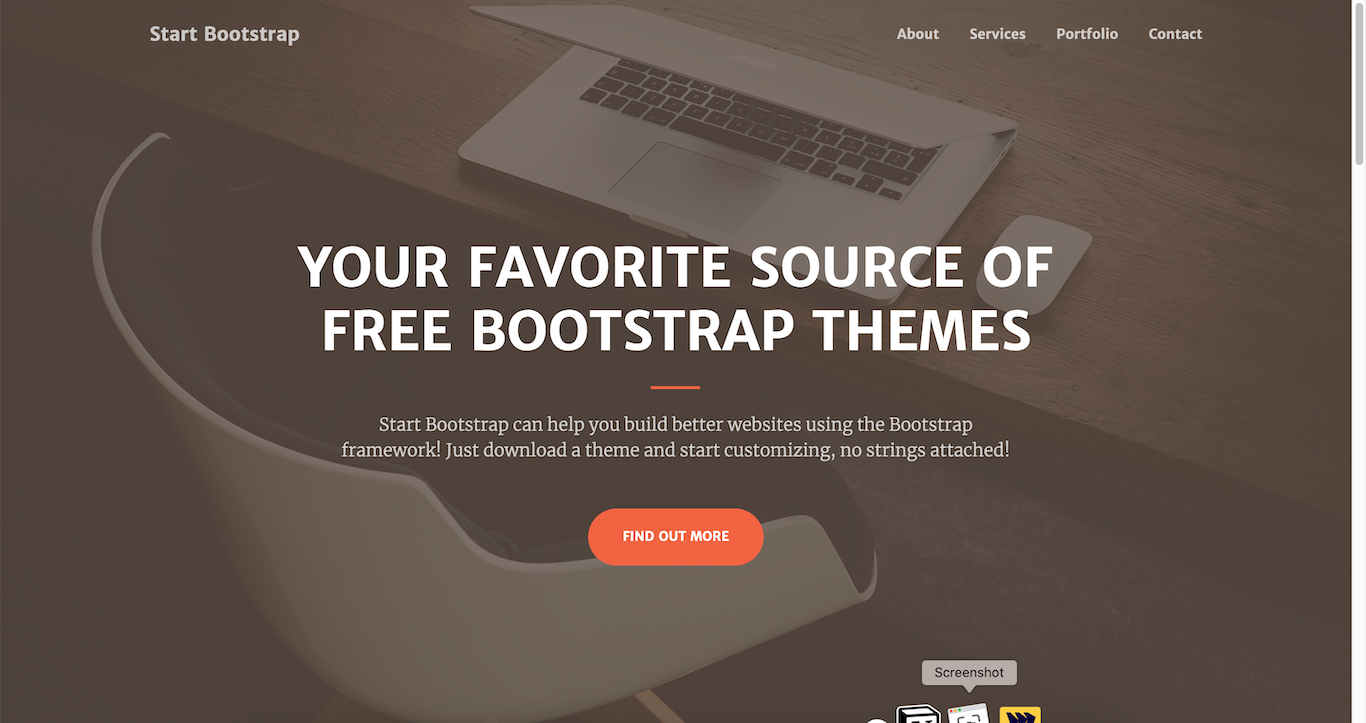 Start Bootstrap
About Services Portfolio Contact
YOUR FAVORITE SOURCE OF
FREE BOOTSTRAP THEMES
Start Bootstrap can help you build better websites using the Bootstrap
framework! Just download a theme and start customizing, no strings attached!
FIND OUT MORE
Screenshot